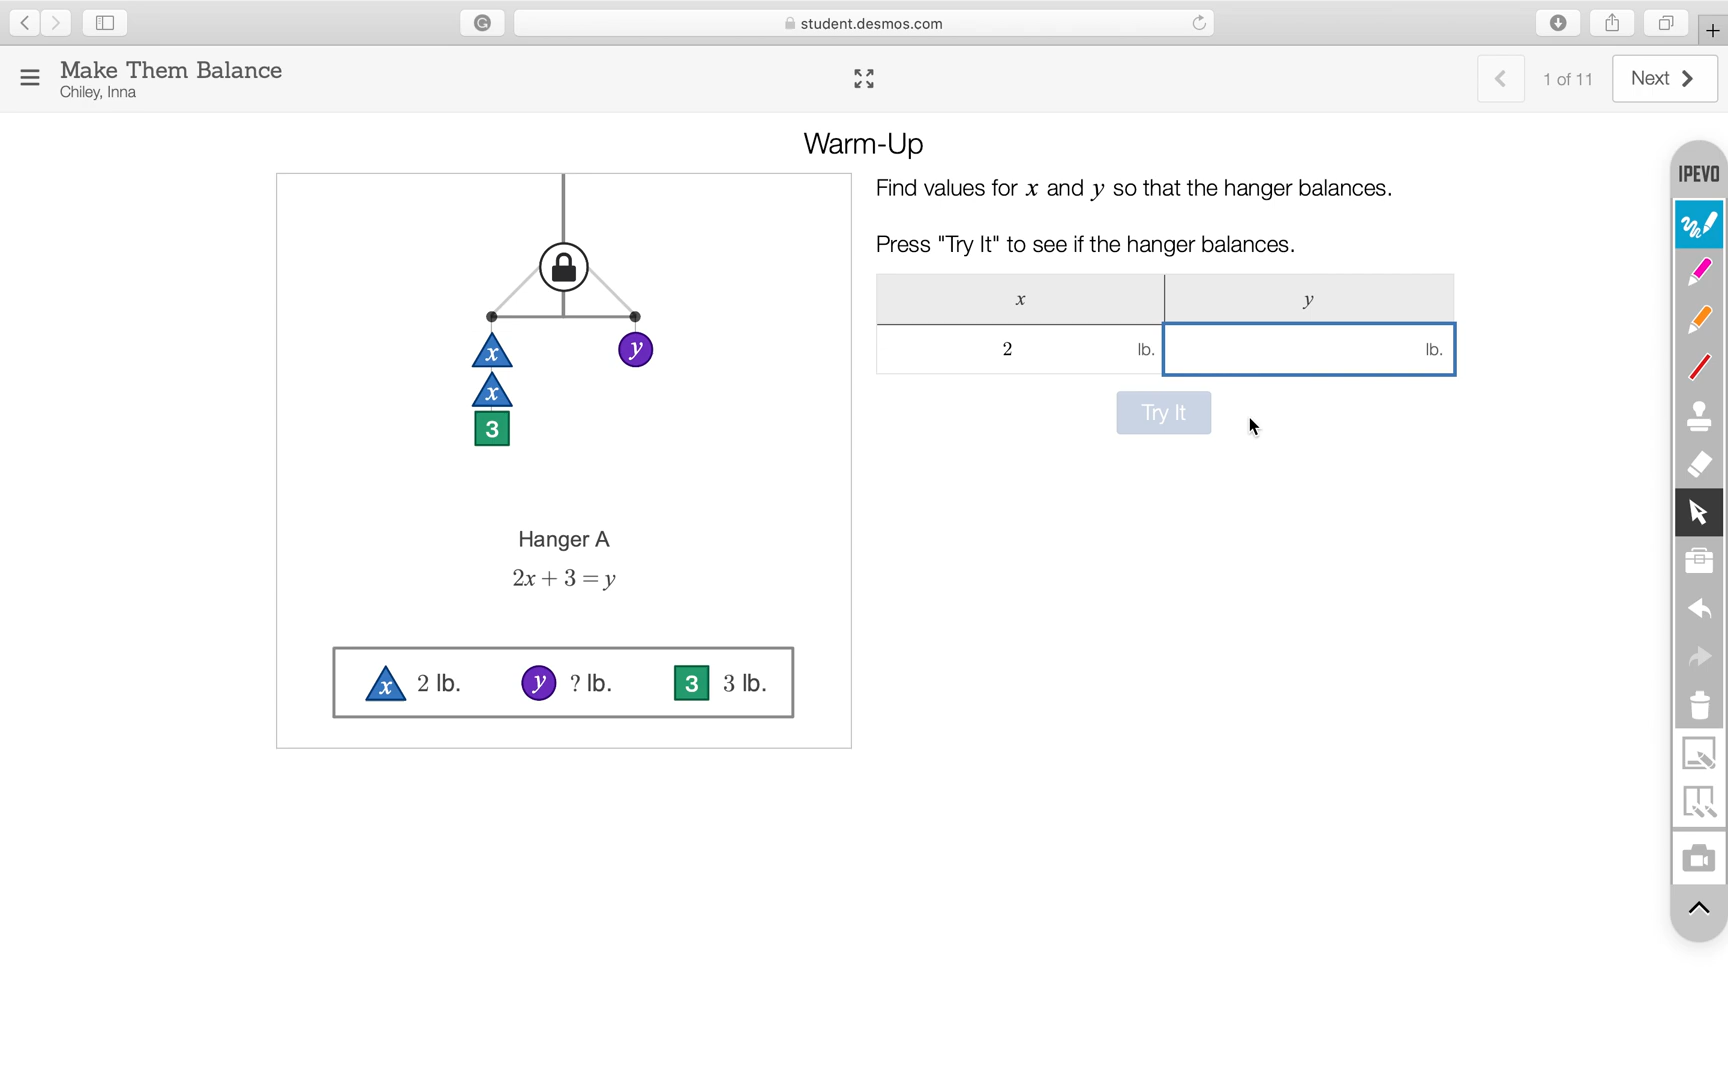 student.desmos.com
Make Them Balance
Chiley, Inna
1 of 11
Next
Warm-Up
x
y
x
3
Hanger A
2x + 3 = y
x 2 lb. y ? lb. 3 3 lb.
Find values for x and y so that the hanger balances.
Press "Try It" to see if the hanger balances.
x y
2 lb. lb.
Try It
IPEVO